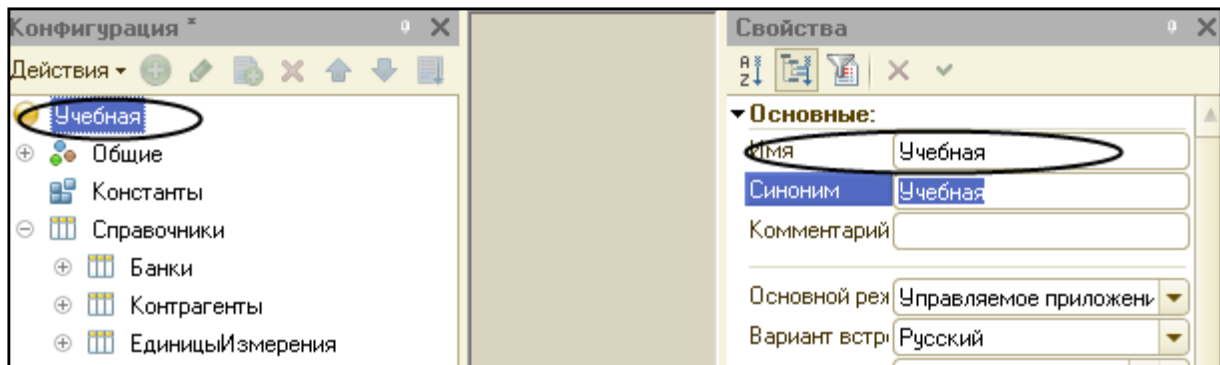 Конфигурация *
Действия
Учебная
Общие
Константы
Справочники
Банки
Контрагенты
ЕдиницыИзмерения
Свойства
Основные:
Имя Учебная
Синоним Учебная
Комментарий
Основной реж Управляемое приложени
Вариант встр Русский